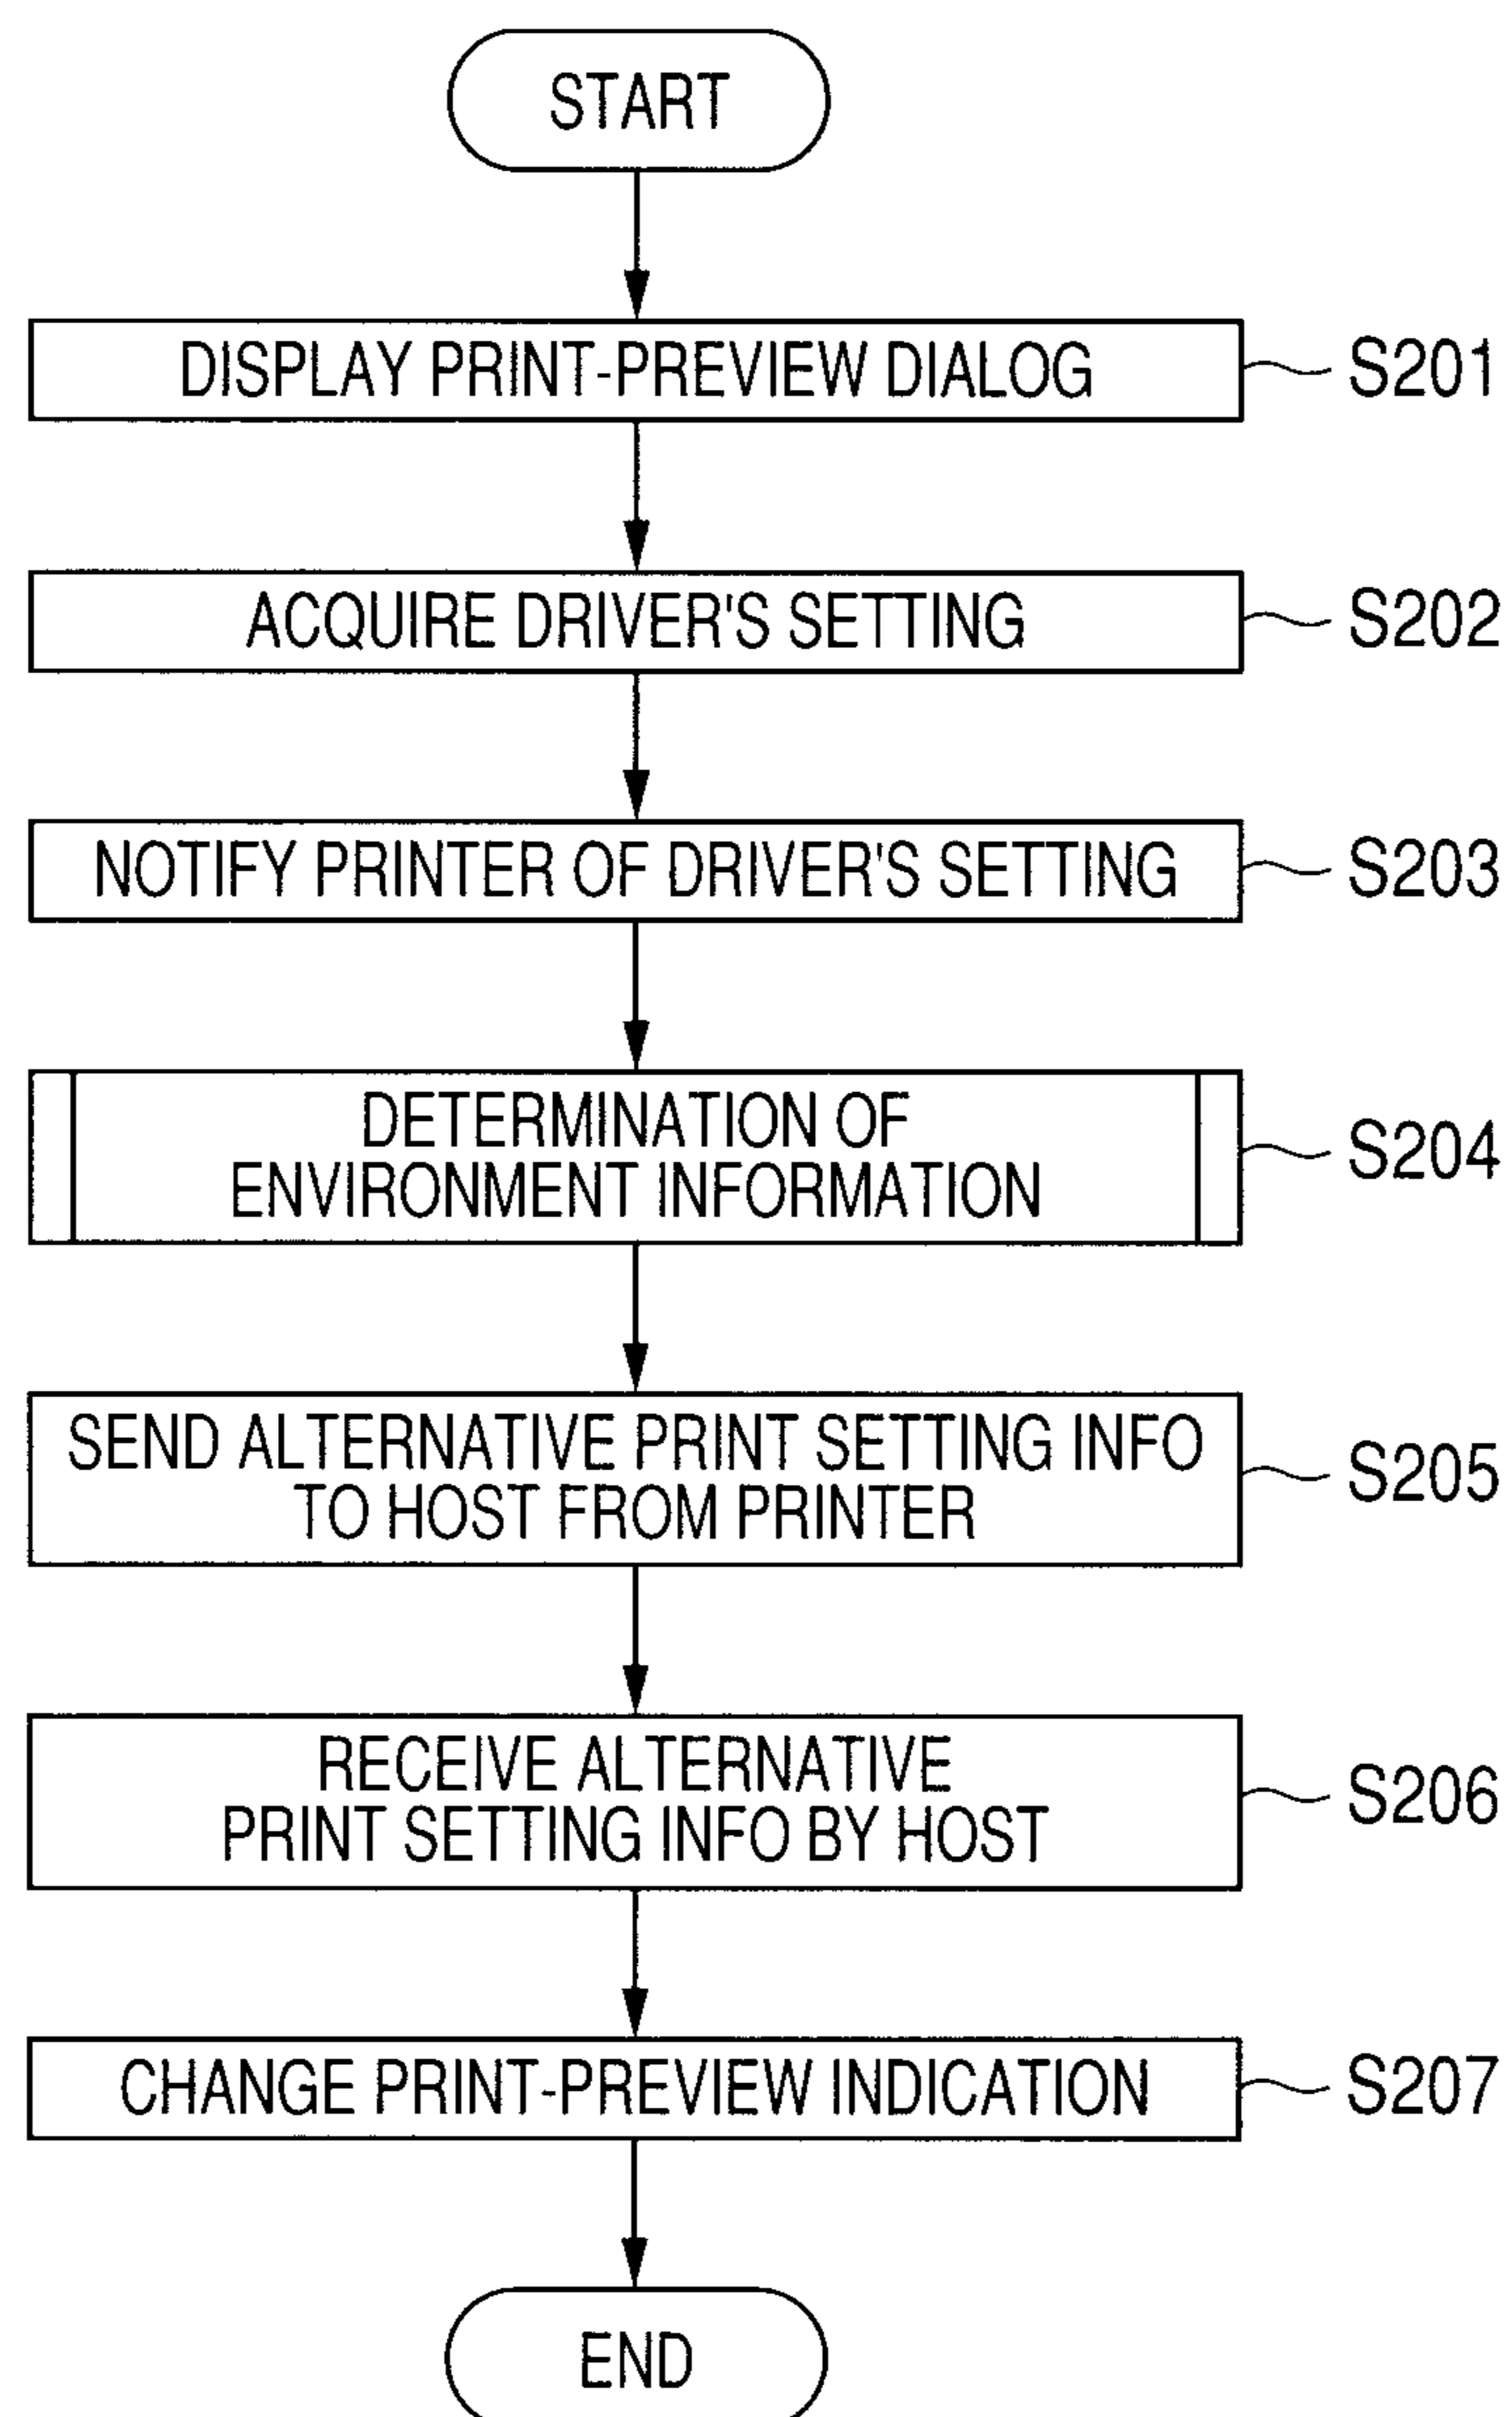 START
DISPLAY PRINT-PREVIEW DIALOG
S201
ACQUIRE DRIVER'S SETTING
S202
NOTIFY PRINTER OF DRIVER'S SETTING
S203
DETERMINATION OF
ENVIRONMENT INFORMATION
S204
SEND ALTERNATIVE PRINT SETTING INFO
TO HOST FROM PRINTER
S205
RECEIVE ALTERNATIVE
PRINT SETTING INFO BY HOST
S206
CHANGE PRINT-PREVIEW INDICATION
S207
END